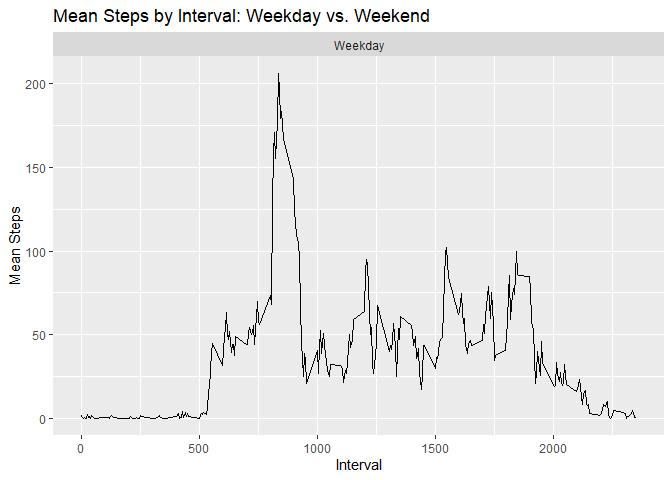 Mean Steps by Interval: Weekday vs. Weekend
Weekday
200
150
100
50
0
Mean Steps
0 500 1000 1500 2000
Interval